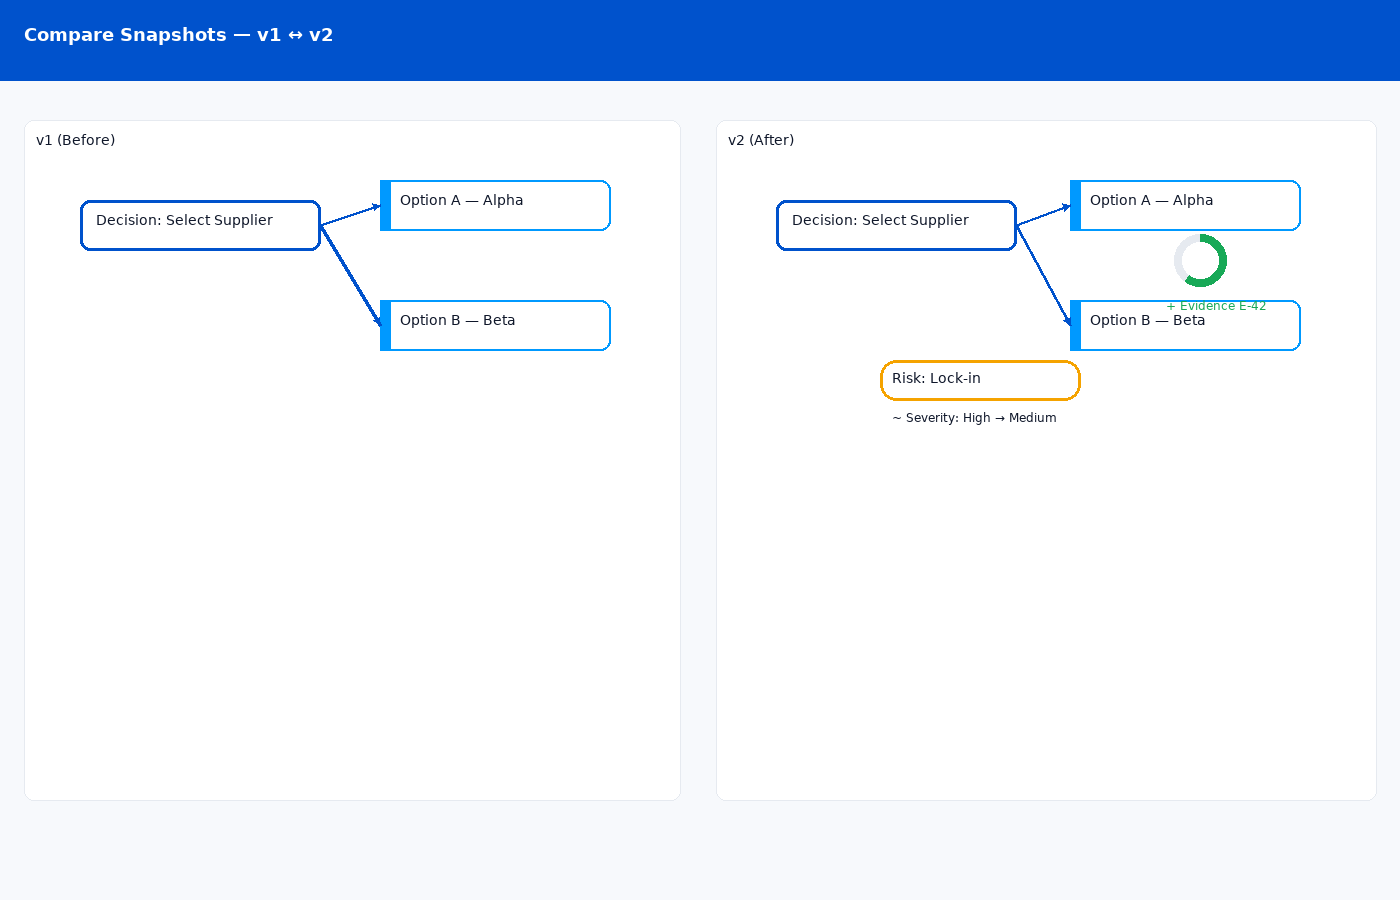 Compare Snapshots — v1 ↔ v2
v1 (Before)
Decision: Select Supplier
Option A — Alpha
Option B — Beta
v2 (After)
Decision: Select Supplier
Option A — Alpha
+ Evidence E-42
Option B — Beta
Risk: Lock-in
~ Severity: High → Medium